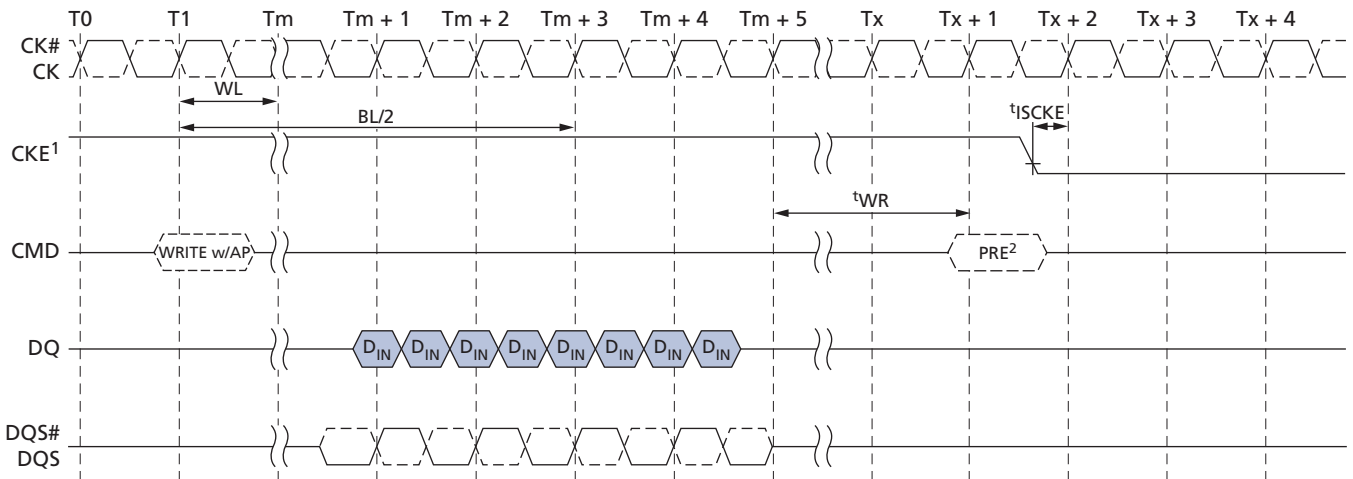 T0 T1 Tm Tm + 1 Tm + 2 Tm + 3 Tm + 4 Tm + 5 Tx Tx + 1 Tx + 2 Tx + 3 Tx + 4
CK#
CK
WL
BL/2
tISCKE
CKE1
tWR
CMD WRITE w/AP PRE2
DQ DIN DIN DIN DIN DIN DIN DIN DIN
DQS#
DQS